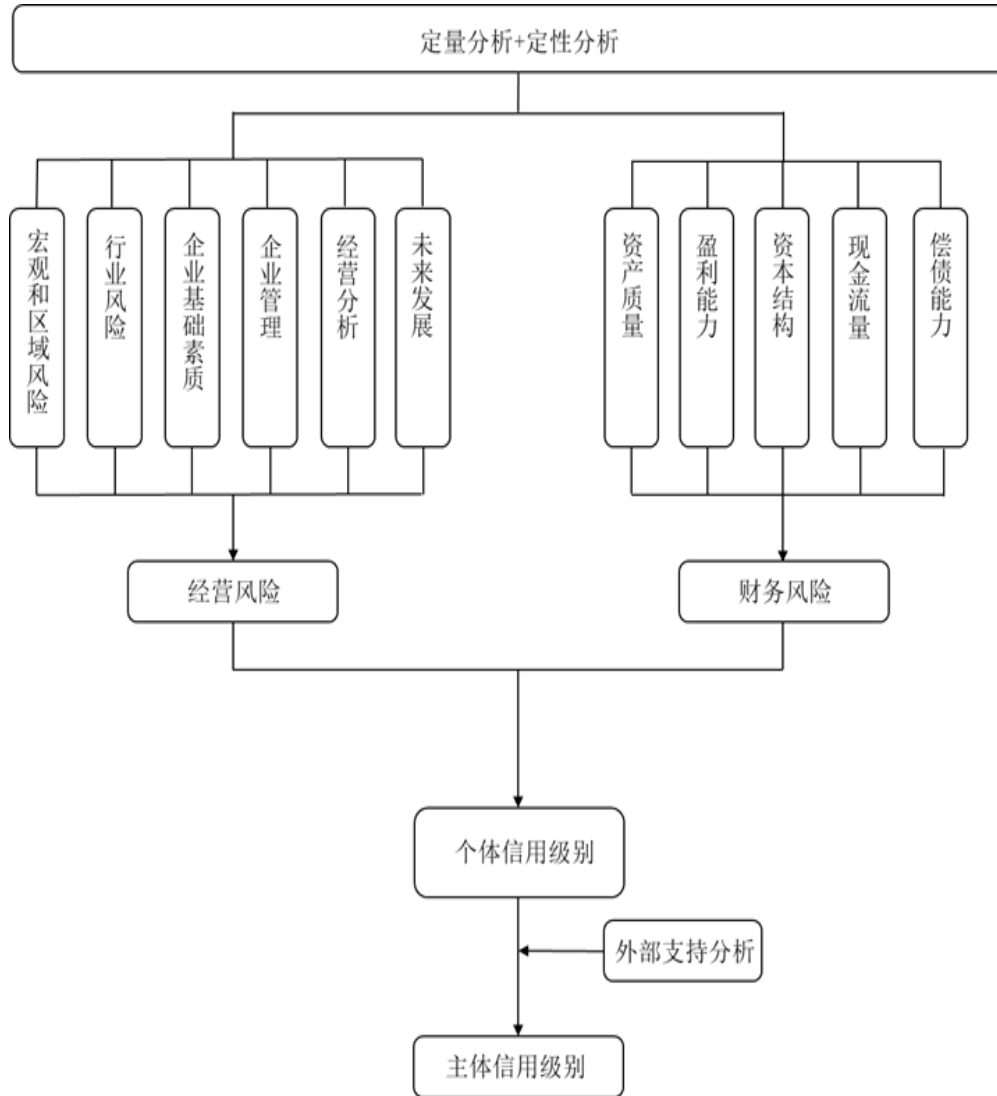 定量分析+定性分析
宏观和区域风险
行业风险
企业基础素质
企业管理
经营分析
未来发展
资产质量
盈利能力
资本结构
现金流量
偿债能力
经营风险
财务风险
个体信用级别
外部支持分析
主体信用级别